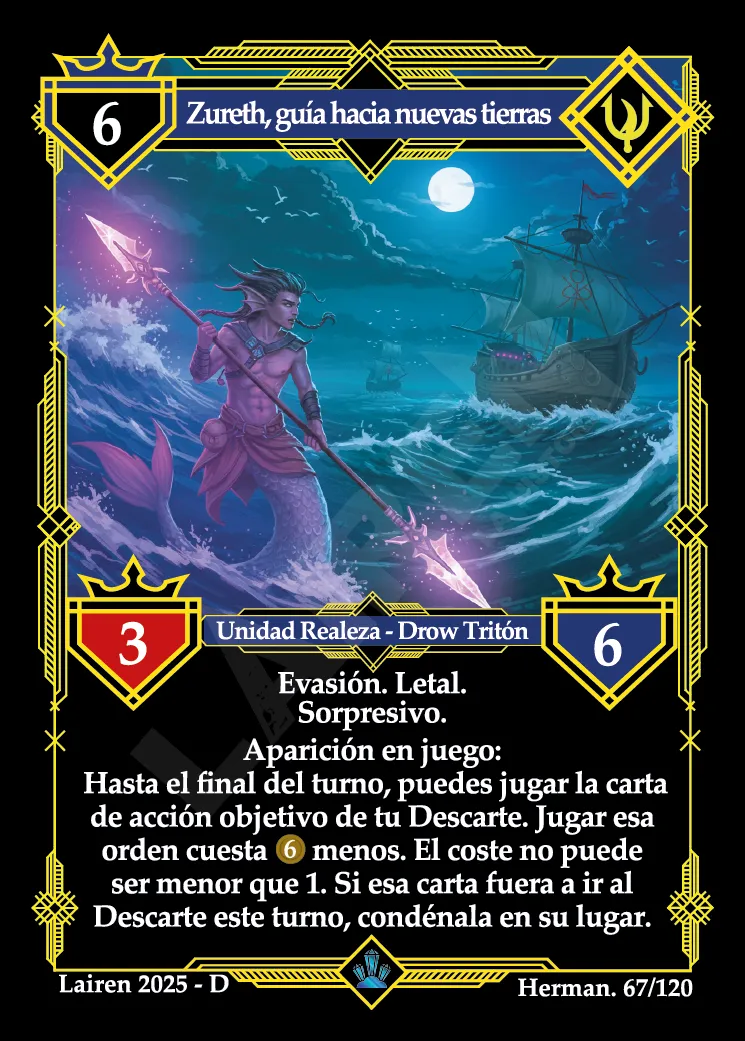 6
Zureth, guía hacia nuevas tierras
3
Unidad Realeza - Drow Tritón
6
Evasión. Letal.
Sorpresivo.
Aparición en juego:
Hasta el final del turno, puedes jugar la carta
de acción objetivo de tu Descarte. Jugar esa
orden cuesta 6 menos. El coste no puede
ser menor que 1. Si esa carta fuera a ir al
Descarte este turno, condénala en su lugar.
Lairen 2025 - D
Herman. 67/120